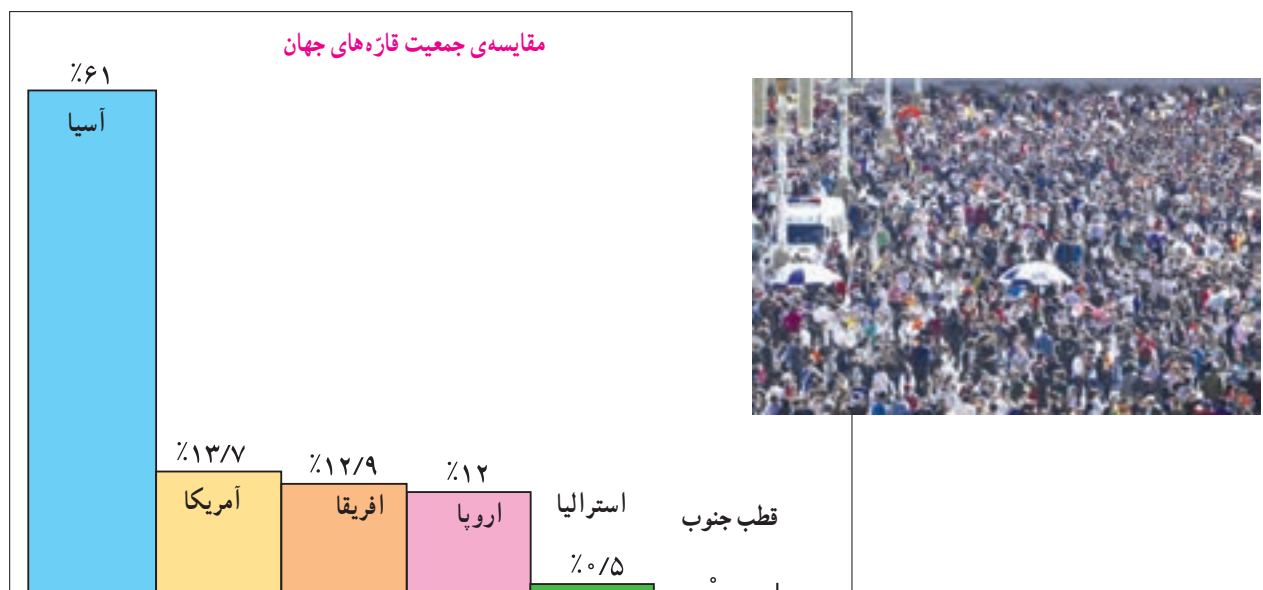 مقایسه‌ی جمعیت قارّه‌های جهان
٪۶۱
آسیا
٪۱۳/۷
آمریکا
٪۱۲/۹
افریقا
٪۱۲
اروپا
استرالیا
٪۰/۵
قطب جنوب